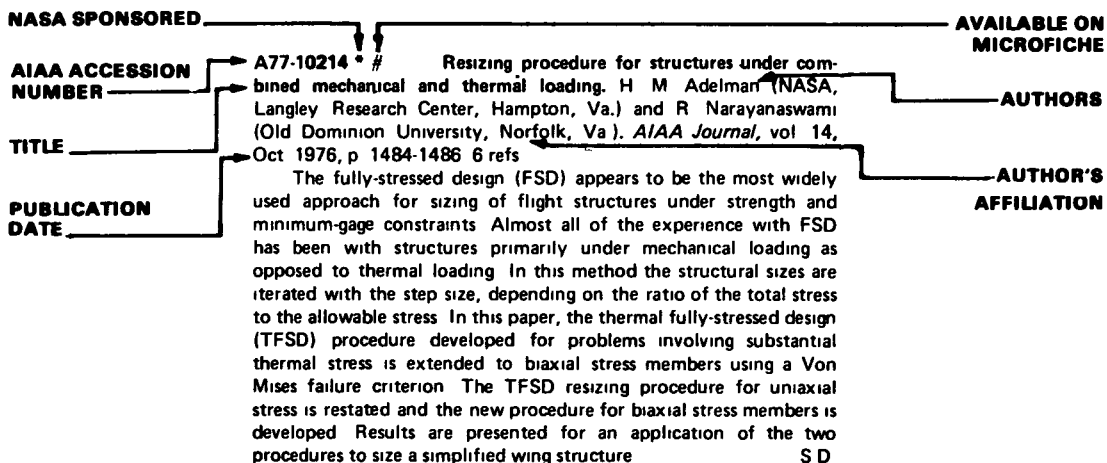 NASA SPONSORED
AVAILABLE ON
MICROFICHE
AIAA ACCESSION
NUMBER
TITLE
PUBLICATION
DATE
AUTHORS
AUTHOR'S
AFFILIATION
A77-10214 * # Resizing procedure for structures under com-
bined mechanical and thermal loading. H M Adelman (NASA,
Langley Research Center, Hampton, Va.) and R Narayanaswami
(Old Dominion University, Norfolk, Va ). AIAA Journal, vol 14,
Oct 1976, p 1484-1486 6 refs
The fully-stressed design (FSD) appears to be the most widely
used approach for sizing of flight structures under strength and
minimum-gage constraints Almost all of the experience with FSD
has been with structures primarily under mechanical loading as
opposed to thermal loading In this method the structural sizes are
iterated with the step size, depending on the ratio of the total stress
to the allowable stress In this paper, the thermal fully-stressed design
(TFSD) procedure developed for problems involving substantial
thermal stress is extended to biaxial stress members using a Von
Mises failure criterion The TFSD resizing procedure for uniaxial
stress is restated and the new procedure for biaxial stress members is
developed Results are presented for an application of the two
procedures to size a simplified wing structure S D